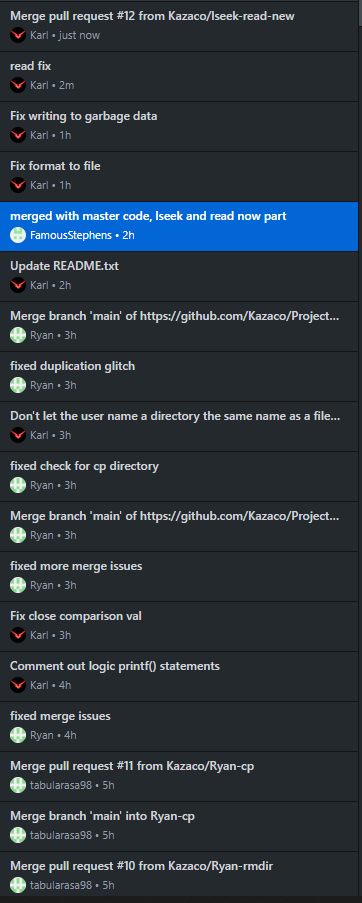 Merge pull request #12 from Kazaco/lseek-read-new
Karl • just now
read fix
Karl • 2m
Fix writing to garbage data
Karl • 1h
Fix format to file
Karl • 1h
merged with master code, lseek and read now part
FamousStephens • 2h
Update README.txt
Karl • 2h
Merge branch 'main' of https://github.com/Kazaco/Project...
Ryan • 3h
fixed duplication glitch
Ryan • 3h
Don't let the user name a directory the same name as a file...
Karl • 3h
fixed check for cp directory
Ryan • 3h
Merge branch 'main' of https://github.com/Kazaco/Project...
Ryan • 3h
fixed more merge issues
Ryan • 3h
Fix close comparison val
Karl • 3h
Comment out logic printf() statements
Karl • 4h
fixed merge issues
Ryan • 4h
Merge pull request #11 from Kazaco/Ryan-cp
tabularasa98 • 5h
Merge branch 'main' into Ryan-cp
tabularasa98 • 5h
Merge pull request #10 from Kazaco/Ryan-rmdir
tabularasa98 • 5h